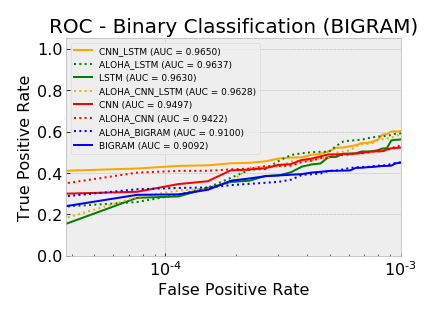 ROC - Binary Classification (BIGRAM)
True Positive Rate
1.0
0.8
0.6
0.4
0.2
0.0
CNN_LSTM (AUC = 0.9650)
ALOHA_LSTM (AUC = 0.9637)
LSTM (AUC = 0.9630)
ALOHA_CNN_LSTM (AUC = 0.9628)
CNN (AUC = 0.9497)
ALOHA_CNN (AUC = 0.9422)
ALOHA_BIGRAM (AUC = 0.9100)
BIGRAM (AUC = 0.9092)
10⁻⁴ 10⁻³
False Positive Rate